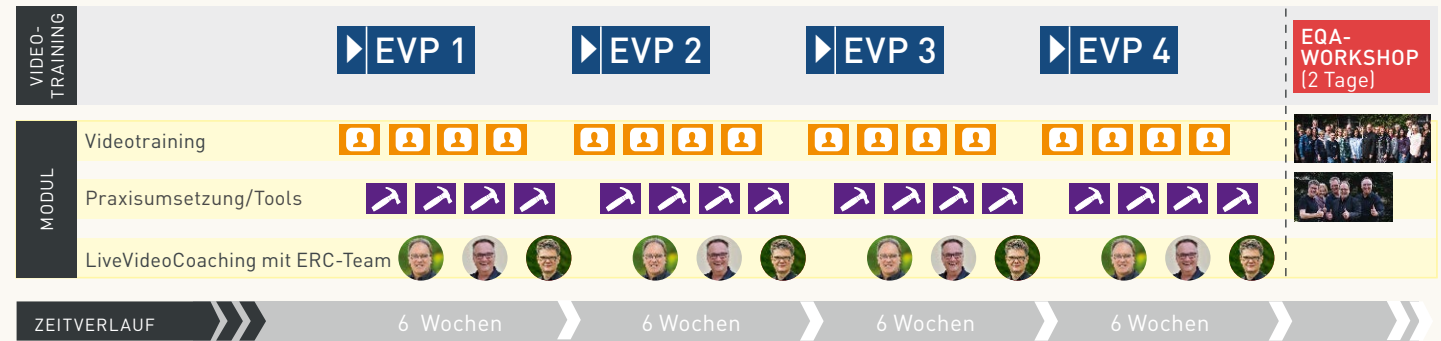 VIDEO-
TRAINING
EVP 1
EVP 2
EVP 3
EVP 4
EQA-
WORKSHOP
(2 Tage)
MODUL
Videotraining
Praxisumsetzung/Tools
LiveVideoCoaching mit ERC-Team
ZEITVERLAUF
6 Wochen
6 Wochen
6 Wochen
6 Wochen